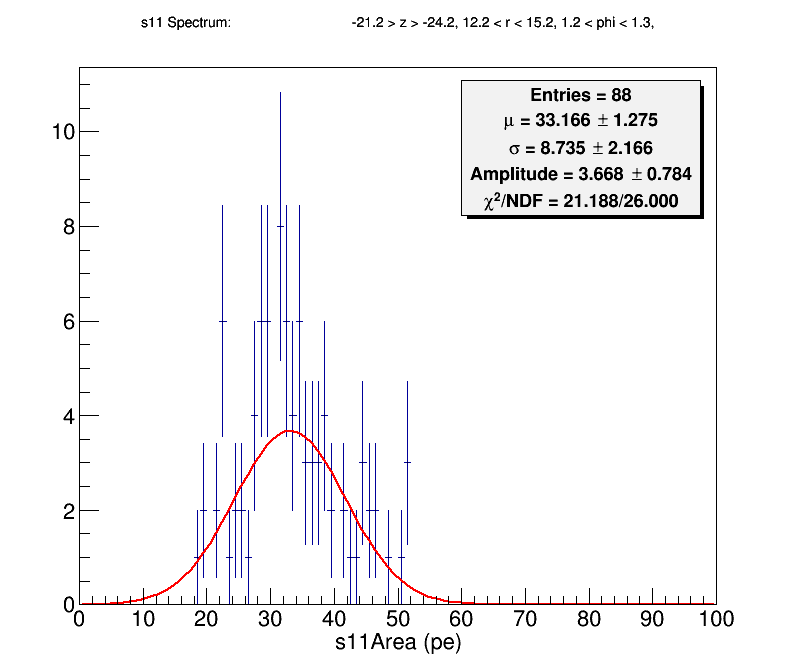 s11 Spectrum: -21.2 > z > -24.2, 12.2 < r < 15.2, 1.2 < phi < 1.3,
Entries = 88
μ = 33.166 ± 1.275
σ = 8.735 ± 2.166
Amplitude = 3.668 ± 0.784
χ²/NDF = 21.188/26.000
10
8
6
4
2
0
0 10 20 30 40 50 60 70 80 90 100
s11Area (pe)